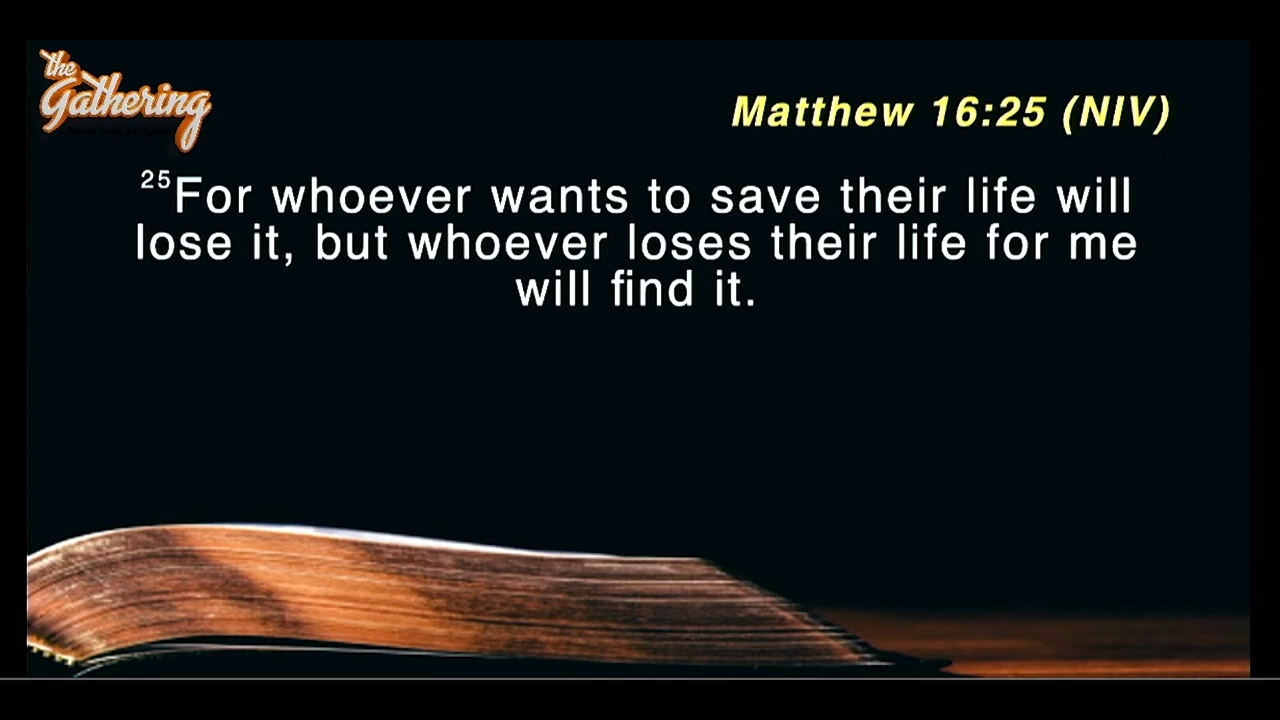 the
Gathering
Matthew 16:25 (NIV)
25For whoever wants to save their life will
lose it, but whoever loses their life for me
will find it.